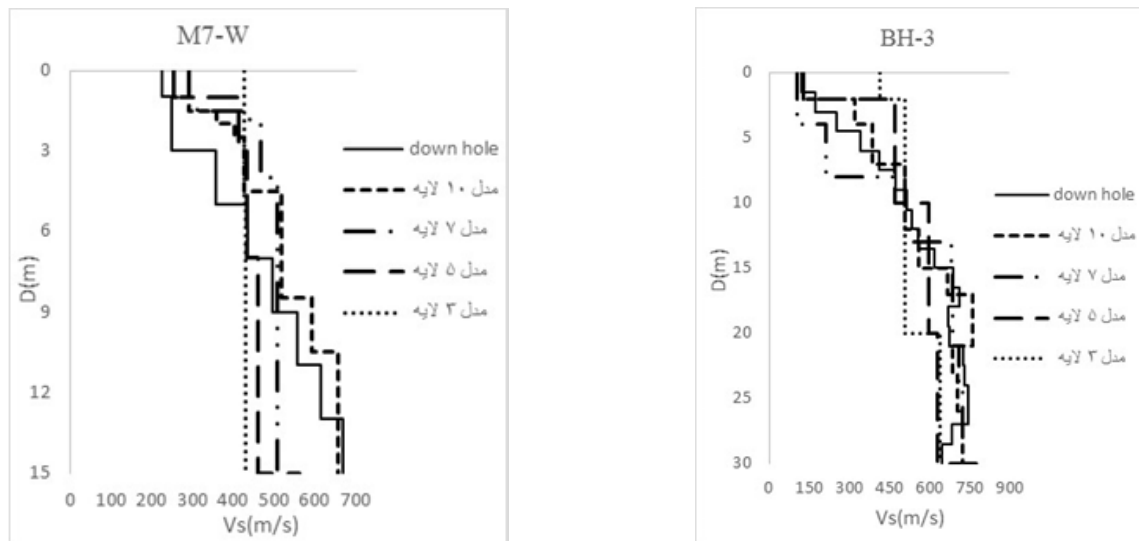 M7-W
0
3
6
9
12
15
D(m)
0 100 200 300 400 500 600 700
Vs(m/s)
down hole
مدل ۱۰ لایه
مدل ۷ لایه
مدل ۵ لایه
مدل ۳ لایه
BH-3
0
5
10
15
20
25
30
D(m)
0 150 300 450 600 750 900
Vs(m/s)
down hole
مدل ۱۰ لایه
مدل ۷ لایه
مدل ۵ لایه
مدل ۳ لایه